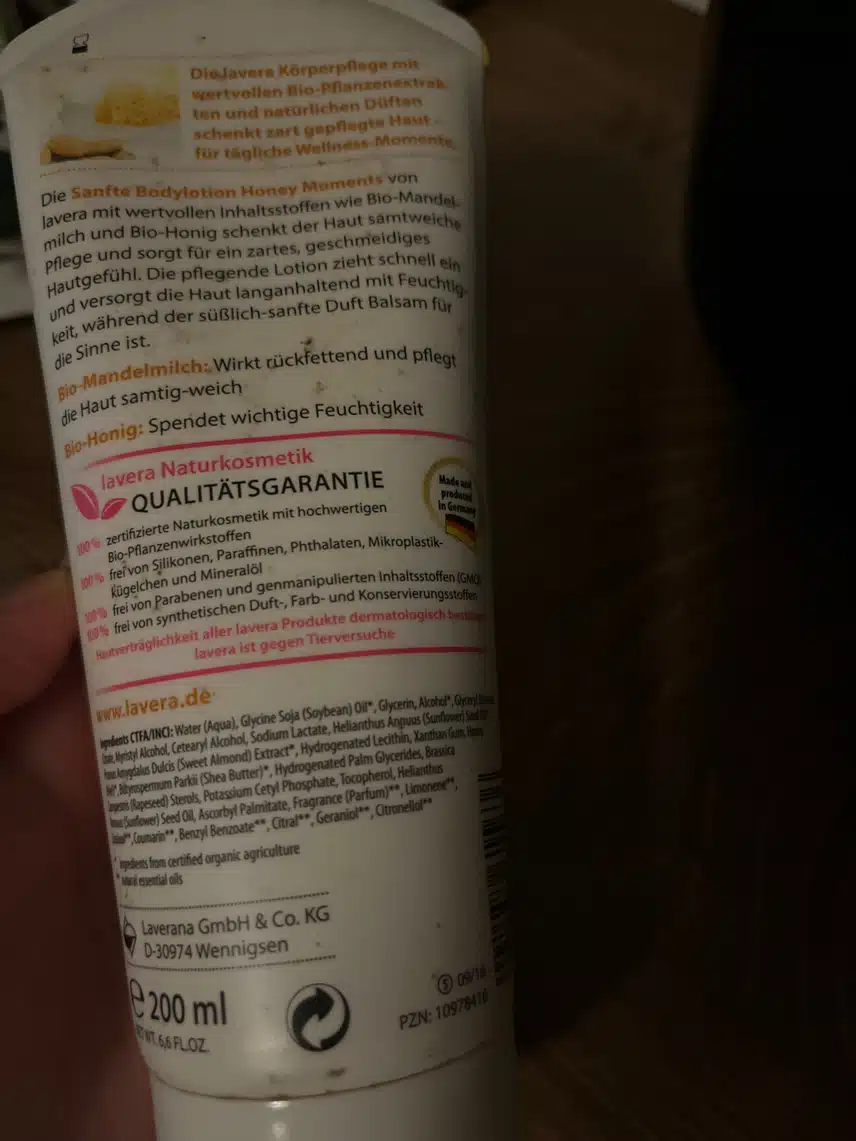 Die lavera Körperpflege mit
wertvollen Bio-Pflanzenextrak-
ten und natürlichen Düften
schenkt zart gepflegte Haut -
für tägliche Wellness-Momente.
Die Sanfte Bodylotion Honey Moments von
lavera mit wertvollen Inhaltsstoffen wie Bio-Mandel-
milch und Bio-Honig schenkt der Haut samtweiche
Pflege und sorgt für ein zartes, geschmeidiges
Hautgefühl. Die pflegende Lotion zieht schnell ein
und versorgt die Haut langanhaltend mit Feuchtig-
keit, während der süßlich-sanfte Duft Balsam für
die Sinne ist.
Bio-Mandelmilch: Wirkt rückfettend und pflegt
die Haut samtig-weich
Bio-Honig: Spendet wichtige Feuchtigkeit
lavera Naturkosmetik
QUALITÄTSGARANTIE
Made and
produced
in Germany
100% zertifizierte Naturkosmetik mit hochwertigen
Bio-Pflanzenwirkstoffen
100% frei von Silikonen, Paraffinen, Phthalaten, Mikroplastik-
kügelchen und Mineralöl
100% frei von Parabenen und genmanipulierten Inhaltsstoffen (GMO)
100% frei von synthetischen Duft-, Farb- und Konservierungsstoffen
Hautverträglichkeit aller lavera Produkte dermatologisch
lavera ist gegen Tierversuche
www.lavera.de
Ingredients CTFA/INCI: Water (Aqua), Glycine Soja (Soybean) Oil*, Glycerin, Alcohol*, Glyceryl
Myristyl Alcohol, Cetearyl Alcohol, Sodium Lactate, Helianthus Annuus (Sunflower) Seed
Amygdalus Dulcis (Sweet Almond) Extract*, Hydrogenated Lecithin, Xanthan Gum,
Butyrospermum Parkii (Shea Butter)*, Hydrogenated Palm Glycerides, Brassica
Campestris (Rapeseed) Sterols, Potassium Cetyl Phosphate, Tocopherol, Helianthus
(Sunflower) Seed Oil, Ascorbyl Palmitate, Fragrance (Parfum)**, Limonene**,
Coumarin**, Benzyl Benzoate**, Citral**, Geraniol**, Citronellol**
ingredients from certified organic agriculture
natural essential oils
Laverana GmbH & Co. KG
D-30974 Wennigsen
e 200 ml
WT. 6,6 FL.OZ.
09/16
PZN: 10978416